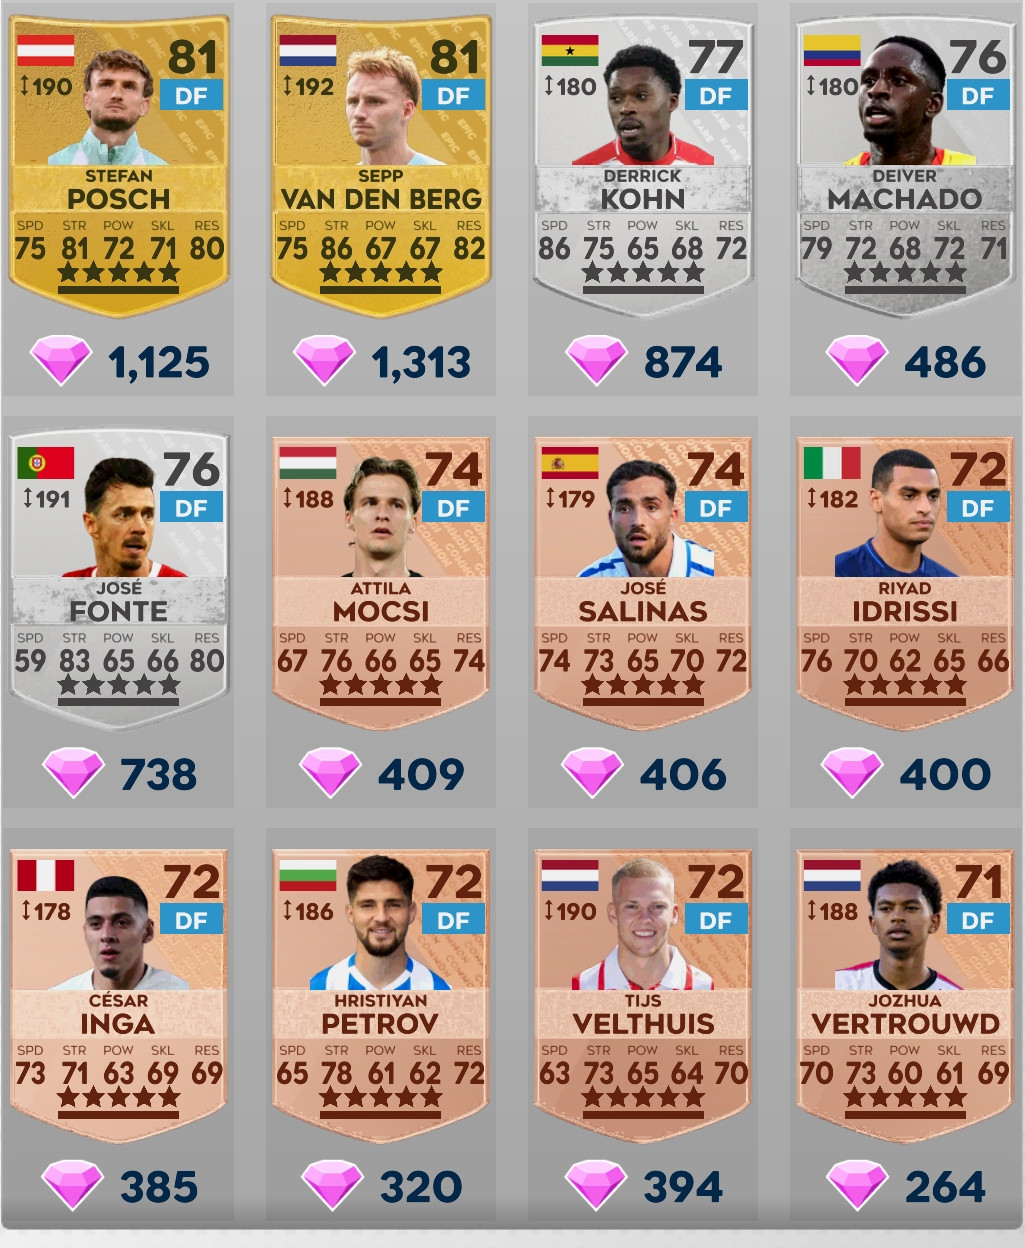 190
81
DF
EPIC
STEFAN
POSCH
SPD STR POW SKL RES
75 81 72 71 80
1,125
192
81
DF
EPIC
SEPP
VAN DEN BERG
SPD STR POW SKL RES
75 86 67 67 82
1,313
180
77
DF
RARE
DERRICK
KOHN
SPD STR POW SKL RES
86 75 65 68 72
874
180
76
DF
DEIVER
MACHADO
SPD STR POW SKL RES
79 72 68 72 71
486
191
76
DF
RARE
JOSÉ
FONTE
SPD STR POW SKL RES
59 83 65 66 80
738
188
74
DF
COMMON
ATTILA
MOCSI
SPD STR POW SKL RES
67 76 66 65 74
409
179
74
DF
COMMON
JOSÉ
SALINAS
SPD STR POW SKL RES
74 73 65 70 72
406
182
72
DF
COMMON
RIYAD
IDRISSI
SPD STR POW SKL RES
76 70 62 65 66
400
178
72
DF
CÉSAR
INGA
SPD STR POW SKL RES
73 71 63 69 69
385
186
72
DF
COMMON
HRISTIYAN
PETROV
SPD STR POW SKL RES
65 78 61 62 72
320
190
72
DF
COMMON
TIJS
VELTHUIS
SPD STR POW SKL RES
63 73 65 64 70
394
188
71
DF
COMMON
JOZHUA
VERTROUWD
SPD STR POW SKL RES
70 73 60 61 69
264